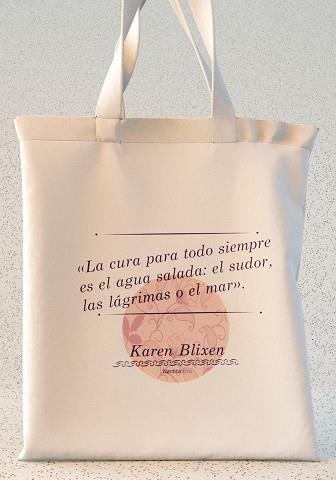 «La cura para todo siempre
es el agua salada: el sudor,
las lágrimas o el mar».
Karen Blixen